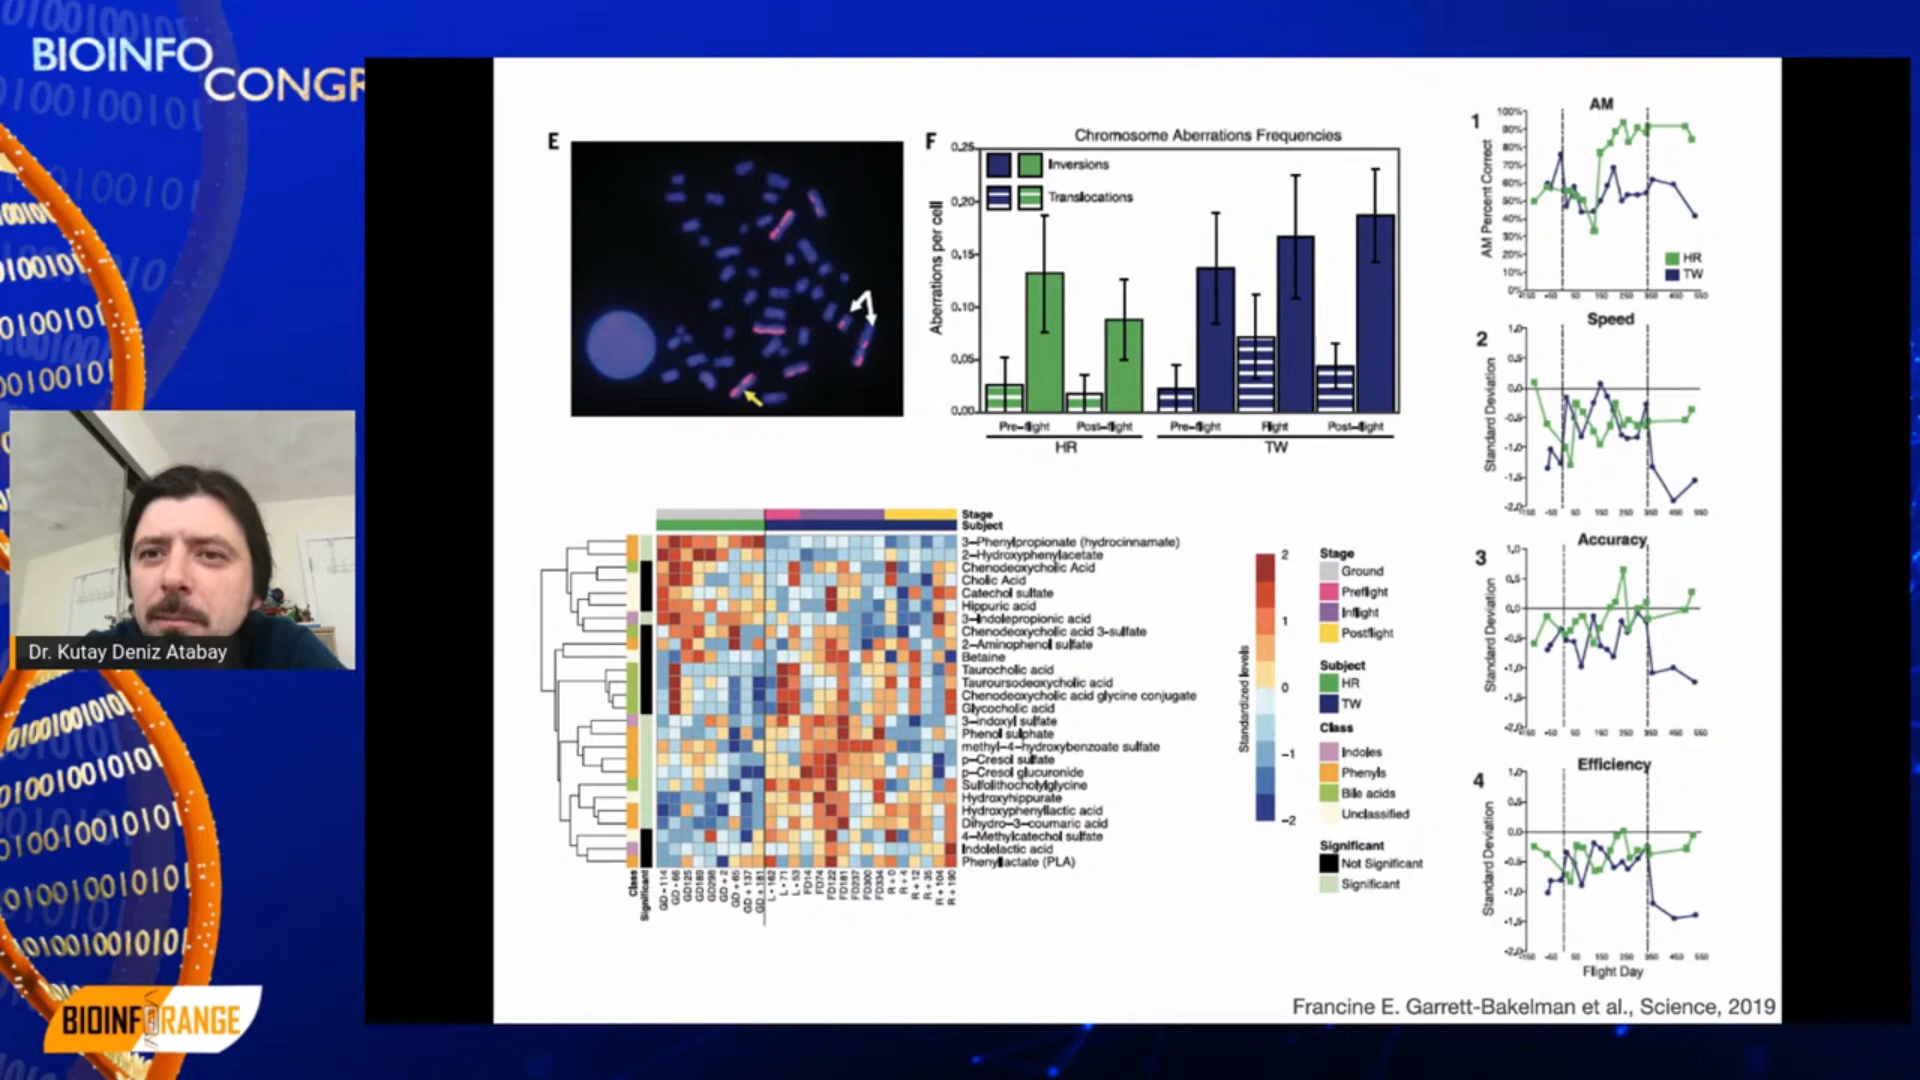 BIOINFO
CONGR
Dr. Kutay Deniz Atabay
BIOINFORANGE
E
F
Chromosome Aberrations Frequencies
Inversions
Translocations
Aberrations per cell
0.25
0.20
0.15
0.10
0.05
0.00
Pre-flight
Post-flight
Pre-flight
Flight
Post-flight
HR
TW
Stage
Subject
3-Phenylpropionate (hydrocinnamate)
2-Hydroxyphenylacetate
Chenodeoxycholic Acid
Cholic Acid
Catechol sulfate
Hippuric acid
3-Indolepropionic acid
Chenodeoxycholic acid 3-sulfate
2-Aminophenol sulfate
Betaine
Taurocholic acid
Tauroursodeoxycholic acid
Chenodeoxycholic acid glycine conjugate
Glycocholic acid
3-indoxyl sulfate
Phenol sulphate
methyl-4-hydroxybenzoate sulfate
p-Cresol sulfate
p-Cresol glucuronide
Sulfolithocholylglycine
Hydroxyhippurate
Hydroxyphenyllactic acid
Dihydro-3-coumaric acid
4-Methylcatechol sulfate
Indolelactic acid
Phenyllactate (PLA)
Class
Significant
GD-114
GD-66
GD125
GD189
GD298
GD+2
GD+65
GD+137
GD+181
L-162
L-71
L-53
FD14
FD74
FD122
FD181
FD237
FD300
FD334
R+0
R+4
R+12
R+35
R+104
R+190
Standardized levels
2
1
0
-1
-2
Stage
Ground
Preflight
Inflight
Postflight
Subject
HR
TW
Class
Indoles
Phenyls
Bile acids
Unclassified
Significant
Not Significant
Significant
1
AM
AM Percent Correct
100%
90%
80%
70%
60%
50%
40%
30%
20%
10%
0%
HR
TW
-150 -50 50 150 250 350 450 550
2
Speed
Standard Deviation
1.0
0.5
0.0
-0.5
-1.0
-1.5
-2.0
-150 -50 50 150 250 350 450 550
3
Accuracy
Standard Deviation
1.0
0.5
0.0
-0.5
-1.0
-1.5
-2.0
-150 -50 50 150 250 350 450 550
4
Efficiency
Standard Deviation
1.0
0.5
0.0
-0.5
-1.0
-1.5
-2.0
-150 -50 50 150 250 350 450 550
Flight Day
Francine E. Garrett-Bakelman et al., Science, 2019